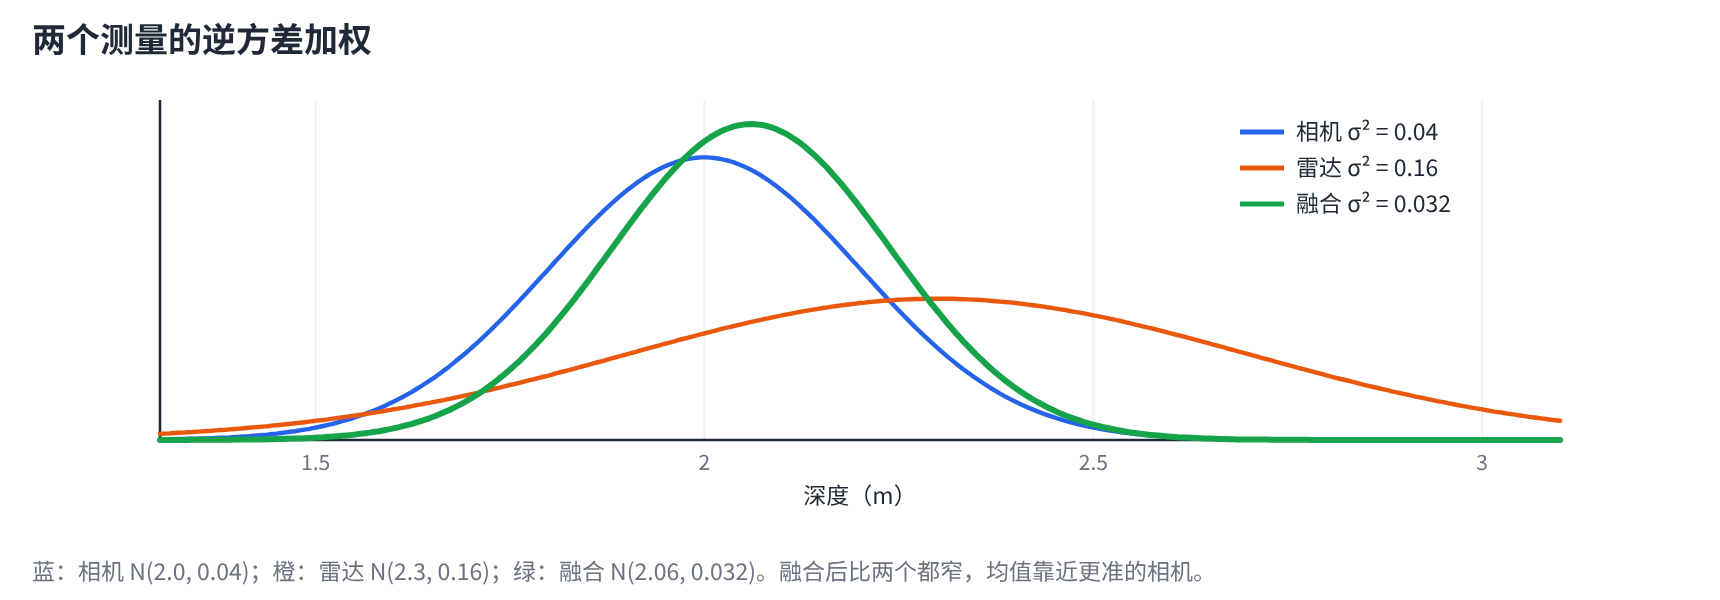 两个测量的逆方差加权
相机 σ² = 0.04
雷达 σ² = 0.16
融合 σ² = 0.032
1.5
2
2.5
3
深度（m）
蓝：相机 N(2.0, 0.04)；橙：雷达 N(2.3, 0.16)；绿：融合 N(2.06, 0.032)。融合后比两个都窄，均值靠近更准的相机。